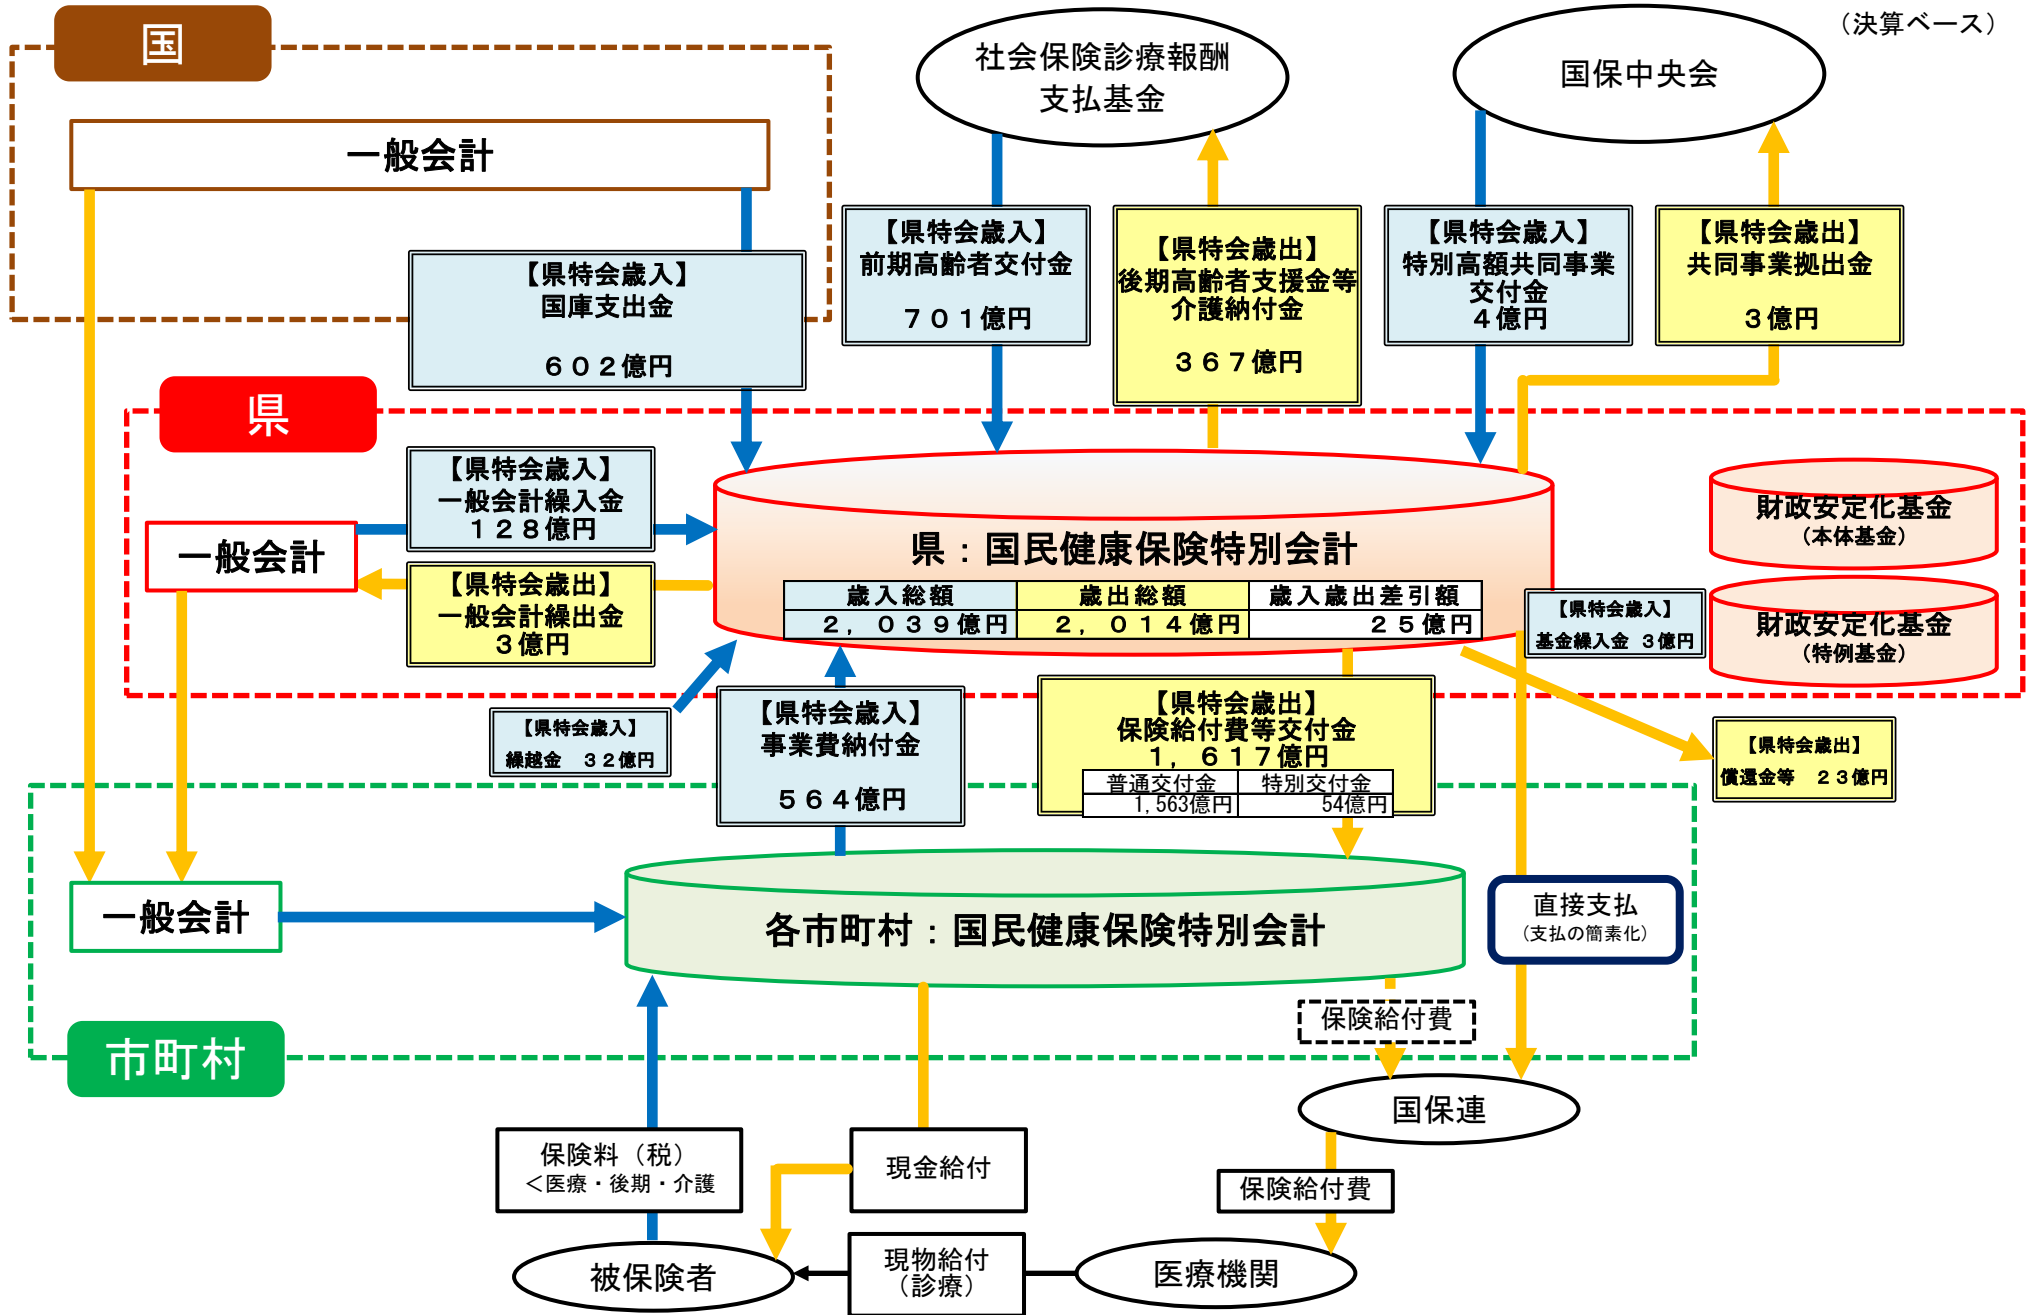 (決算ベース)
国
一般会計
社会保険診療報酬
支払基金
国保中央会
【県特会歳入】
国庫支出金
602億円
【県特会歳入】
前期高齢者交付金
701億円
【県特会歳出】
後期高齢者支援金等
介護納付金
367億円
【県特会歳入】
特別高額共同事業
交付金
4億円
【県特会歳出】
共同事業拠出金
3億円
県
【県特会歳入】
一般会計繰入金
128億円
一般会計
【県特会歳出】
一般会計繰出金
3億円
県:国民健康保険特別会計
歳入総額 歳出総額 歳入歳出差引額
2,039億円 2,014億円 25億円
財政安定化基金
(本体基金)
【県特会歳入】
基金繰入金 3億円
財政安定化基金
(特例基金)
【県特会歳入】
繰越金 32億円
【県特会歳入】
事業費納付金
564億円
【県特会歳出】
保険給付費等交付金
1,617億円
普通交付金 特別交付金
1,563億円 54億円
【県特会歳出】
償還金等 23億円
一般会計
各市町村:国民健康保険特別会計
直接支払
(支払の簡素化)
市町村
保険給付費
国保連
保険料(税)
<医療・後期・介護
現金給付
保険給付費
被保険者
現物給付
(診療)
医療機関